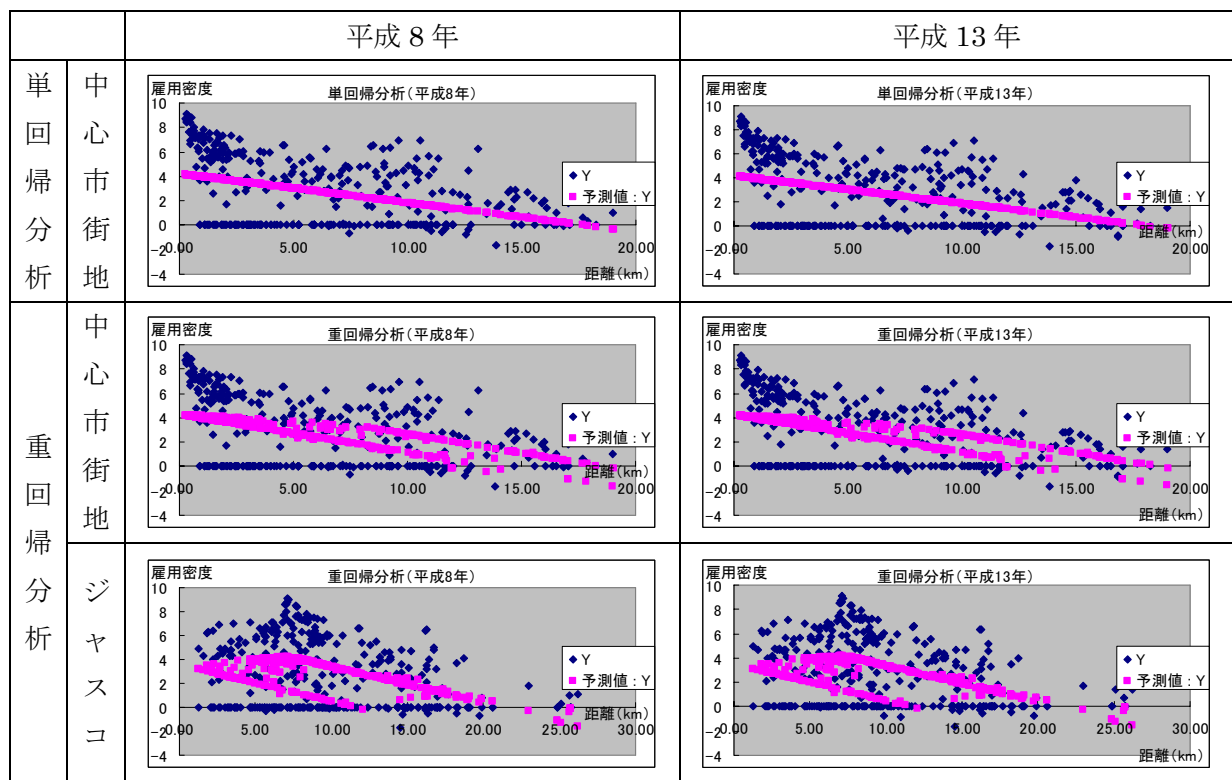 平成 8 年
平成 13 年
単回帰分析
中心市街地
雇用密度
単回帰分析(平成8年)
10
8
6
4
2
0
-2
-4
0.00
5.00
10.00
15.00
20.00
距離(km)
Y
予測値 : Y
雇用密度
単回帰分析(平成13年)
10
8
6
4
2
0
-2
-4
0.00
5.00
10.00
15.00
20.00
距離(km)
Y
予測値 : Y
重回帰分析
中心市街地
雇用密度
重回帰分析(平成8年)
10
8
6
4
2
0
-2
-4
0.00
5.00
10.00
15.00
20.00
距離(km)
Y
予測値 : Y
雇用密度
重回帰分析(平成13年)
10
8
6
4
2
0
-2
-4
0.00
5.00
10.00
15.00
20.00
距離(km)
Y
予測値 : Y
ジャスコ
雇用密度
重回帰分析(平成8年)
10
8
6
4
2
0
-2
-4
0.00
5.00
10.00
15.00
20.00
25.00
30.00
距離(km)
Y
予測値 : Y
雇用密度
重回帰分析(平成13年)
10
8
6
4
2
0
-2
-4
0.00
5.00
10.00
15.00
20.00
25.00
30.00
距離(km)
Y
予測値 : Y